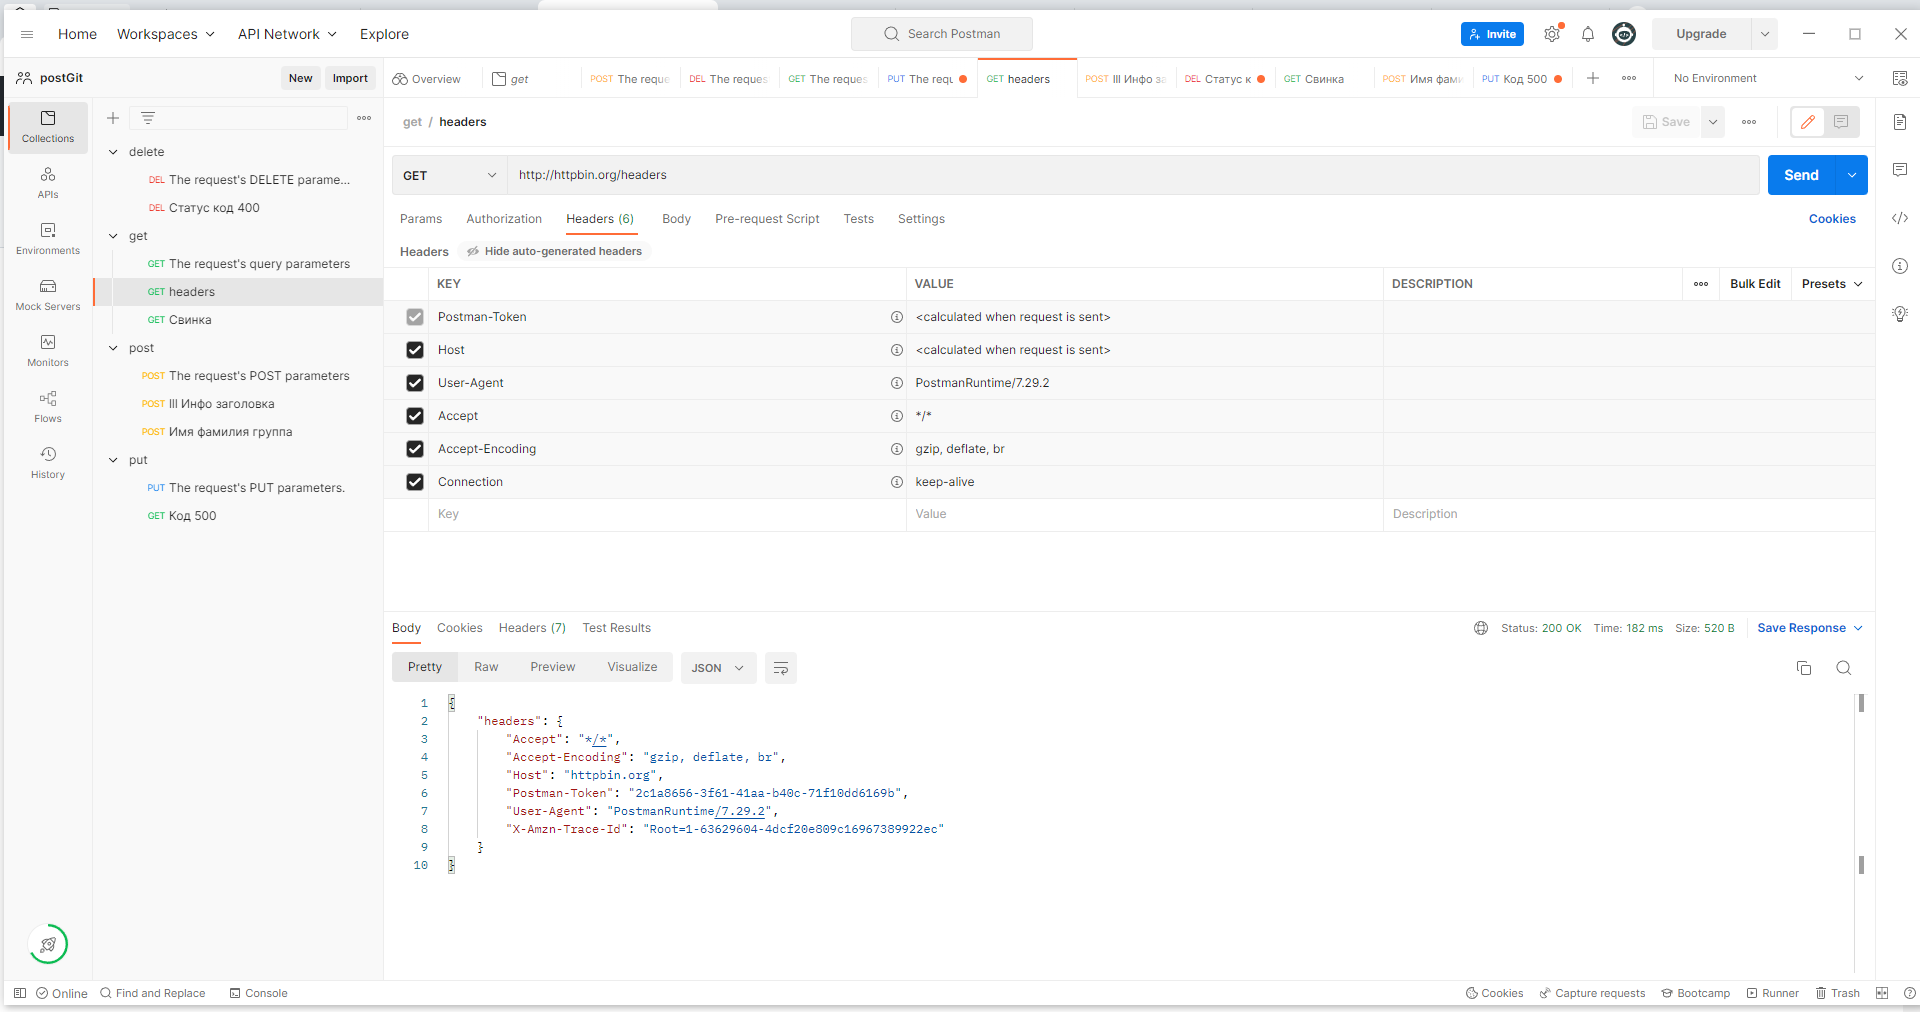 Home Workspaces API Network Explore Search Postman Invite Upgrade
postGit New Import
Overview get POST The reque DEL The reques GET The reques PUT The requ GET headers POST III Инфо за DEL Статус к GET Свинка POST Имя фами PUT Код 500 No Environment
Collections
APIs
Environments
Mock Servers
Monitors
Flows
History
delete
DEL The request's DELETE parame...
DEL Статус код 400
get
GET The request's query parameters
GET headers
GET Свинка
post
POST The request's POST parameters
POST III Инфо заголовка
POST Имя фамилия группа
put
PUT The request's PUT parameters.
GET Код 500
get / headers Save
GET http://httpbin.org/headers Send
Params Authorization Headers (6) Body Pre-request Script Tests Settings Cookies
Headers Hide auto-generated headers
KEY VALUE DESCRIPTION Bulk Edit Presets
Postman-Token <calculated when request is sent>
Host <calculated when request is sent>
User-Agent PostmanRuntime/7.29.2
Accept */*
Accept-Encoding gzip, deflate, br
Connection keep-alive
Key Value Description
Body Cookies Headers (7) Test Results Status: 200 OK Time: 182 ms Size: 520 B Save Response
Pretty Raw Preview Visualize JSON
1 {
2 "headers": {
3 "Accept": "*/*",
4 "Accept-Encoding": "gzip, deflate, br",
5 "Host": "httpbin.org",
6 "Postman-Token": "2c1a8656-3f61-41aa-b40c-71f10dd6169b",
7 "User-Agent": "PostmanRuntime/7.29.2",
8 "X-Amzn-Trace-Id": "Root=1-63629604-4dcf20e809c16967389922ec"
9 }
10 }
Online Find and Replace Console Cookies Capture requests Bootcamp Runner Trash